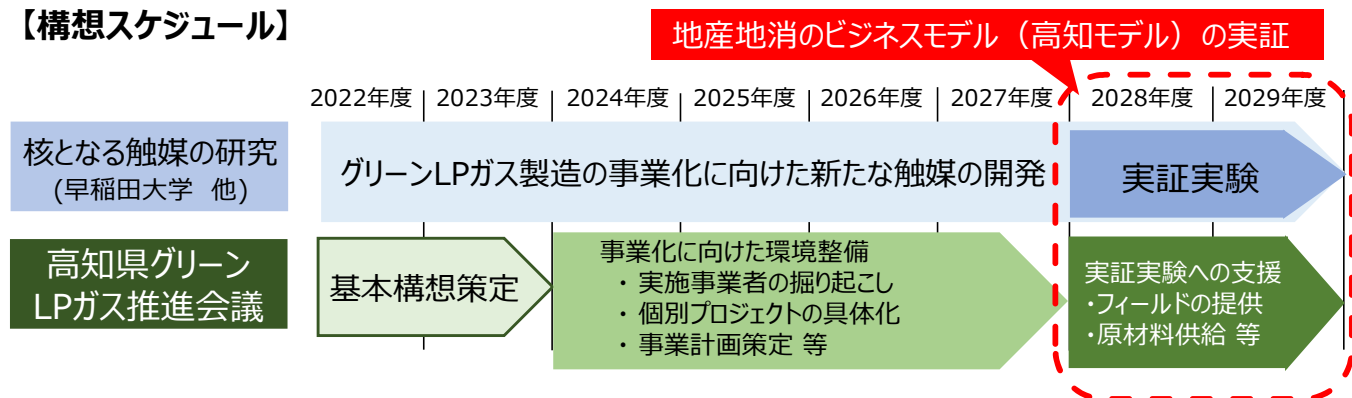 【構想スケジュール】
地産地消のビジネスモデル（高知モデル）の実証
2022年度 2023年度 2024年度 2025年度 2026年度 2027年度 2028年度 2029年度
核となる触媒の研究
(早稲田大学 他)
グリーンLPガス製造の事業化に向けた新たな触媒の開発
実証実験
高知県グリーン
LPガス推進会議
基本構想策定
事業化に向けた環境整備
・ 実施事業者の掘り起こし
・ 個別プロジェクトの具体化
・ 事業計画策定 等
実証実験への支援
・フィールドの提供
・原材料供給 等